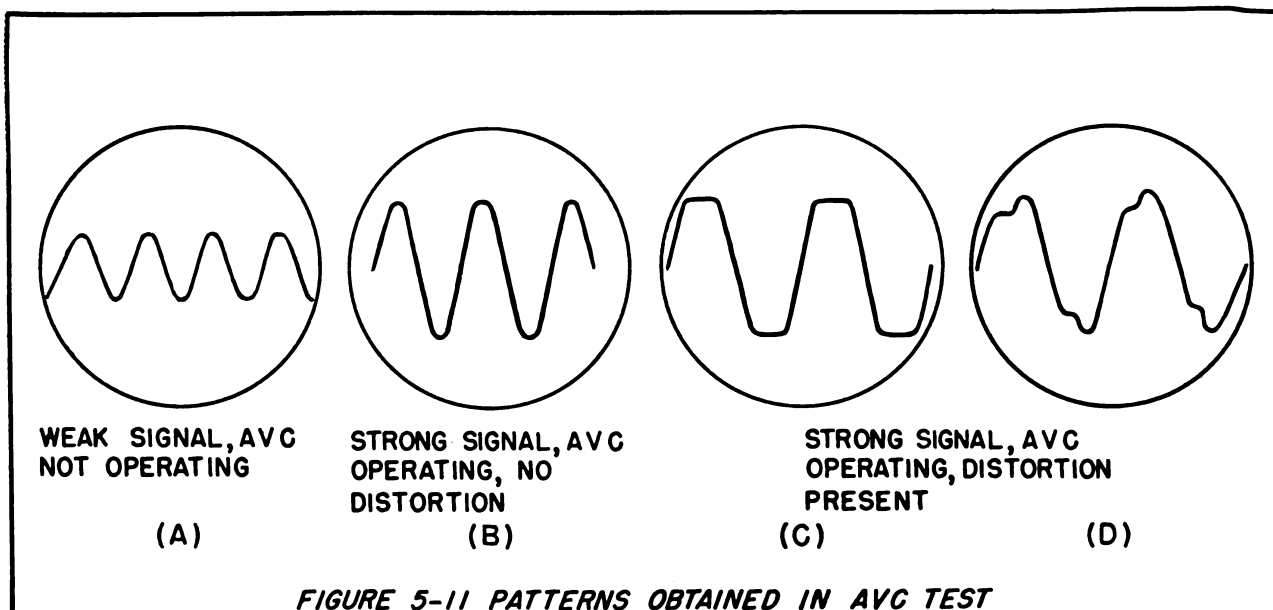 WEAK SIGNAL, AVC
NOT OPERATING
(A)
STRONG SIGNAL, AVC
OPERATING, NO
DISTORTION
(B)
STRONG SIGNAL, AVC
OPERATING, DISTORTION
PRESENT
(C)
(D)
FIGURE 5-11 PATTERNS OBTAINED IN AVC TEST